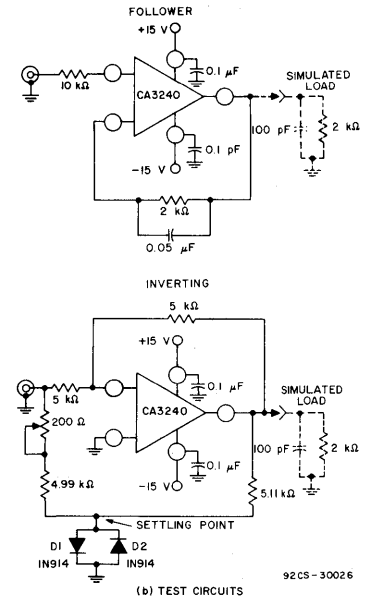 FOLLOWER
+15 V
0.1 µF
10 kΩ
CA3240
SIMULATED
LOAD
100 pF
2 kΩ
0.1 pF
-15 V
2 kΩ
0.05 µF
INVERTING
5 kΩ
+15 V
5 kΩ
0.1 µF
SIMULATED
LOAD
200 Ω
CA3240
100 pF
2 kΩ
0.1 µF
-15 V
4.99 kΩ
5.11 kΩ
SETTLING POINT
D1
D2
1N914
1N914
92CS-30026
(b) TEST CIRCUITS